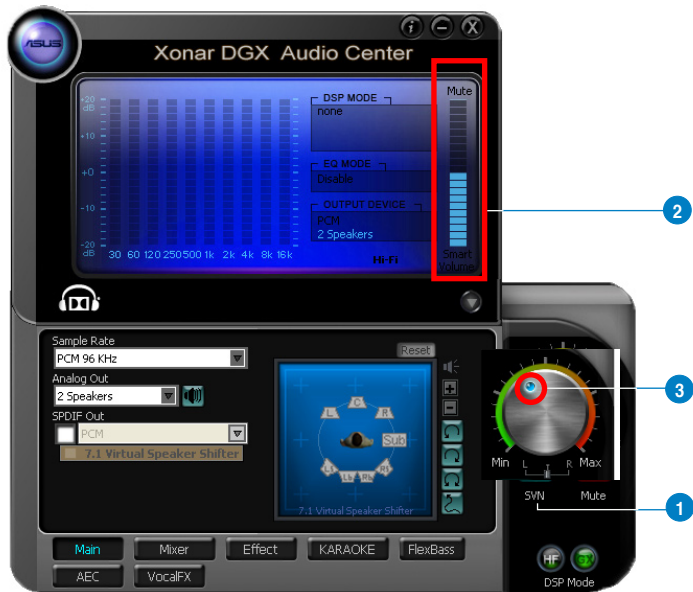 ASUS
i
X
Xonar DGX Audio Center
+20
dB
+10
+0
-10
-20
dB
30 60 120 250 500 1k 2k 4k 8k 16k
DSP MODE
none
EQ MODE
Disable
OUTPUT DEVICE
PCM
2 Speakers
Hi-Fi
Mute
Smart
Volume
2
Sample Rate
PCM 96 KHz
Analog Out
2 Speakers
SPDIF Out
PCM
7.1 Virtual Speaker Shifter
Reset
L
C
R
Sub
7.1 Virtual Speaker Shifter
3
Min
L
R
Max
SVN
Mute
1
Main
Mixer
Effect
KARAOKE
FlexBass
AEC
VocalFX
HF
GX
DSP Mode